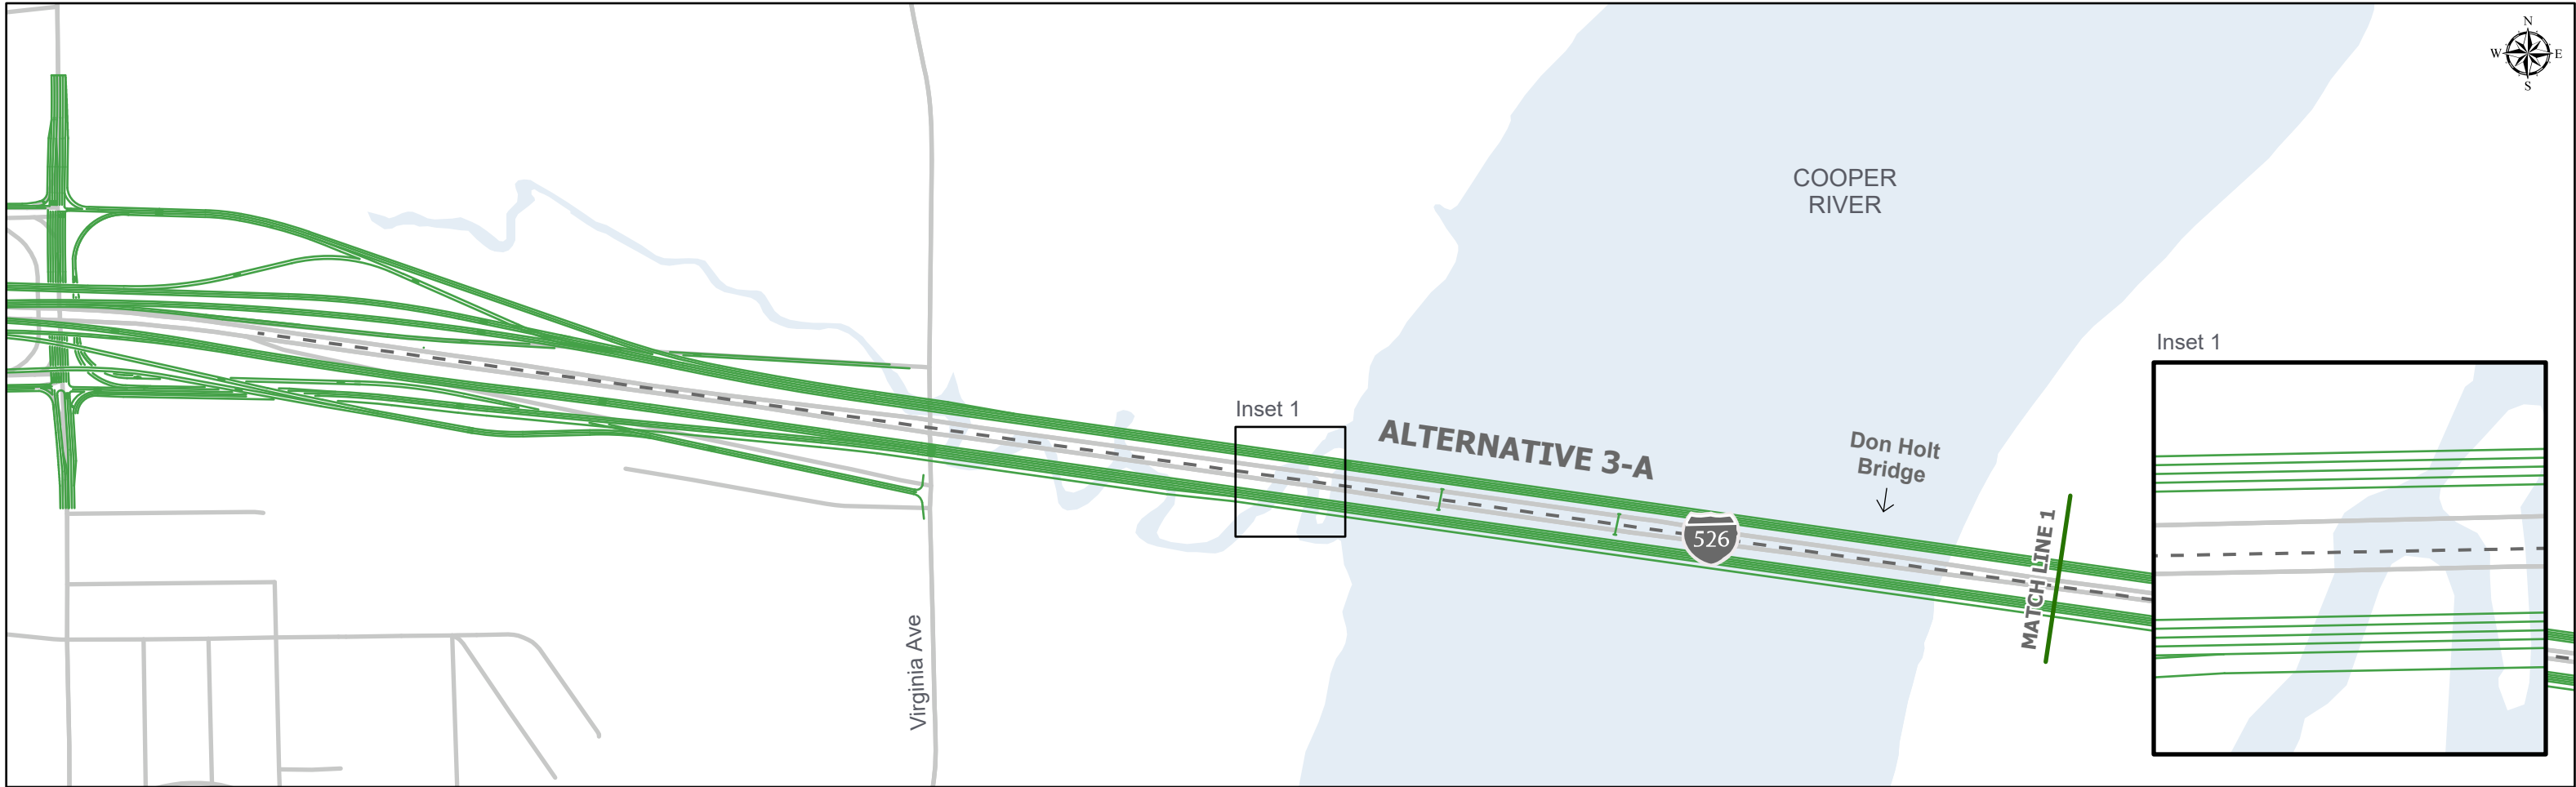 N
W E
S
COOPER
RIVER
Inset 1
Inset 1
ALTERNATIVE 3-A
Don Holt
Bridge
526
MATCH LINE 1
Virginia Ave